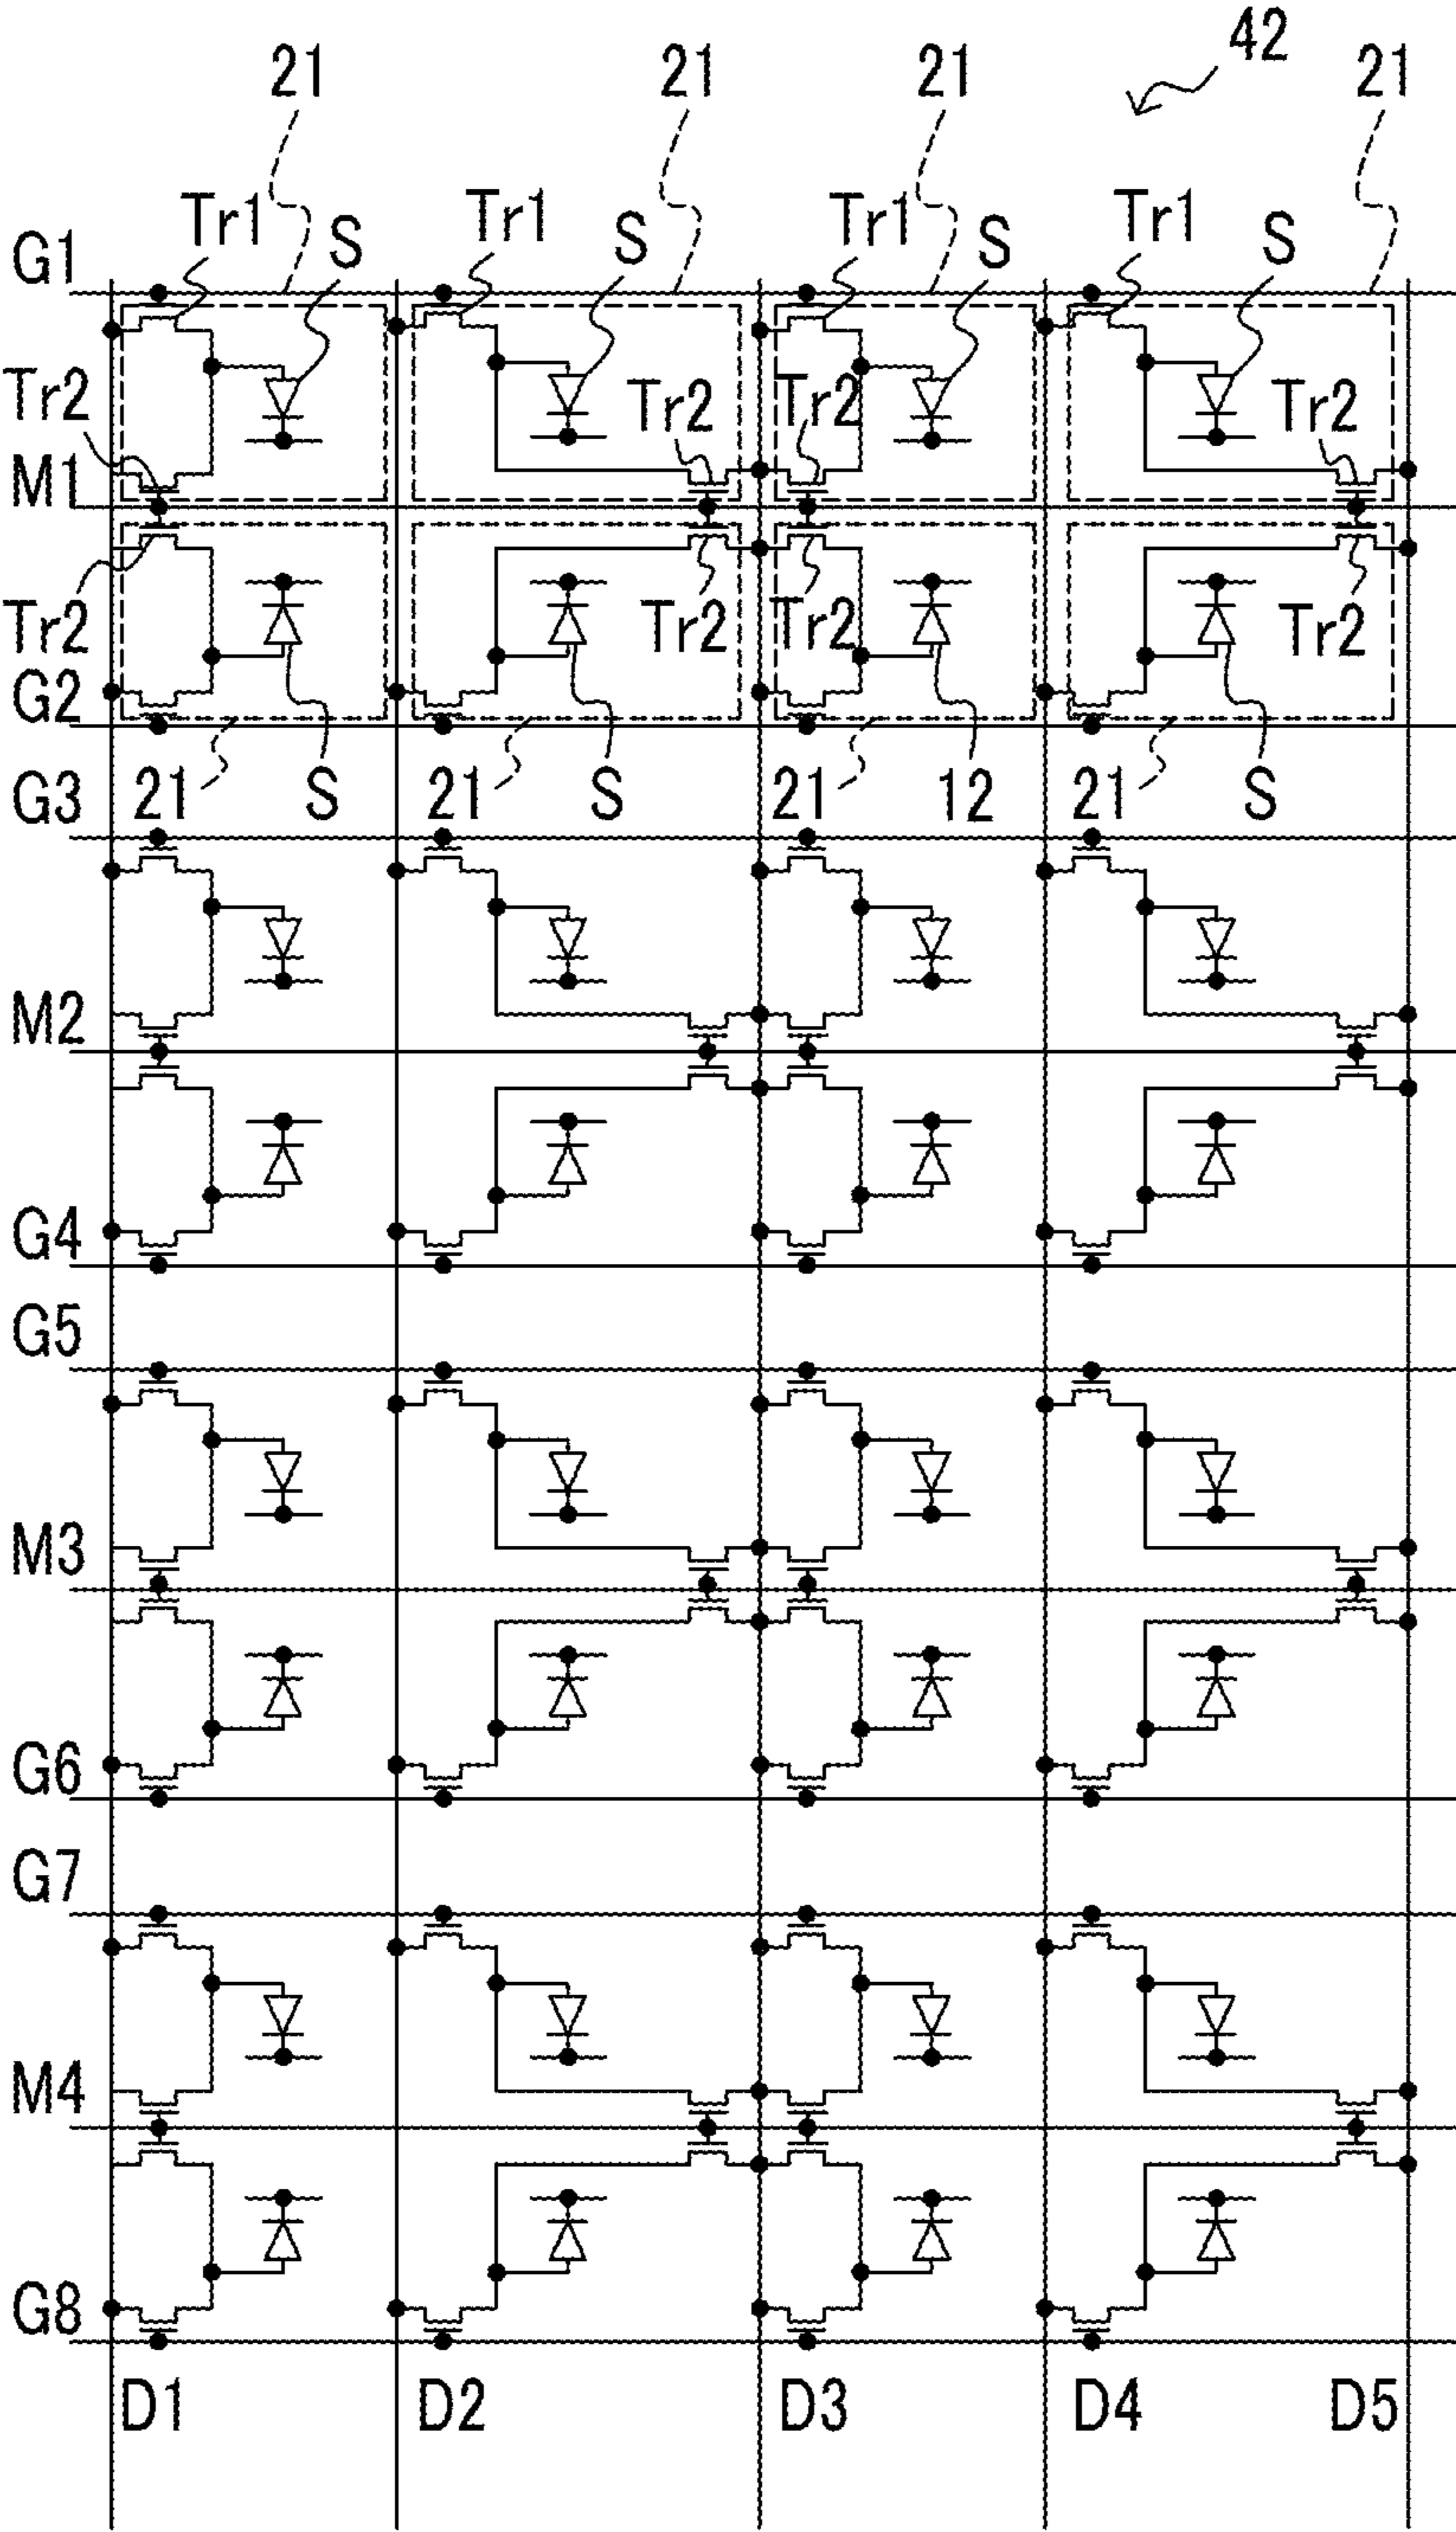 42
21 21 21 21
Tr1 S Tr1 S Tr1 S Tr1 S
G1
Tr2 Tr2 Tr2 Tr2
M1
Tr2 Tr2 Tr2 Tr2
G2
21 S 21 S 21 12 21 S
G3
M2
G4
G5
M3
G6
G7
M4
G8
D1 D2 D3 D4 D5